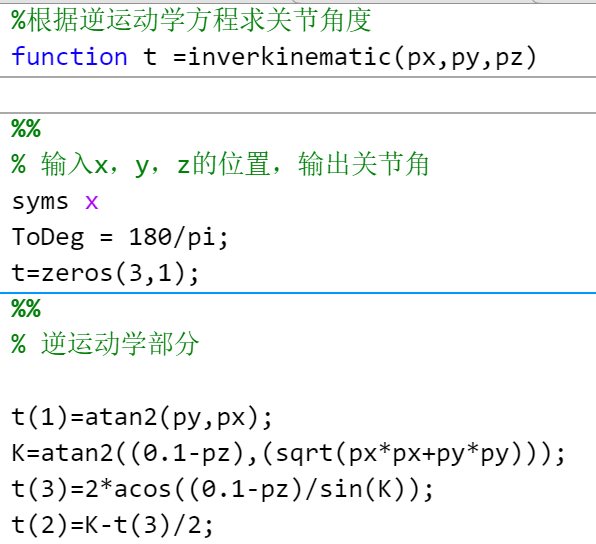 %根据逆运动学方程求关节角度
function t =inverkinematic(px,py,pz)
%%
% 输入x，y，z的位置，输出关节角
syms x
ToDeg = 180/pi;
t=zeros(3,1);
%%
% 逆运动学部分
t(1)=atan2(py,px);
K=atan2((0.1-pz),(sqrt(px*px+py*py)));
t(3)=2*acos((0.1-pz)/sin(K));
t(2)=K-t(3)/2;